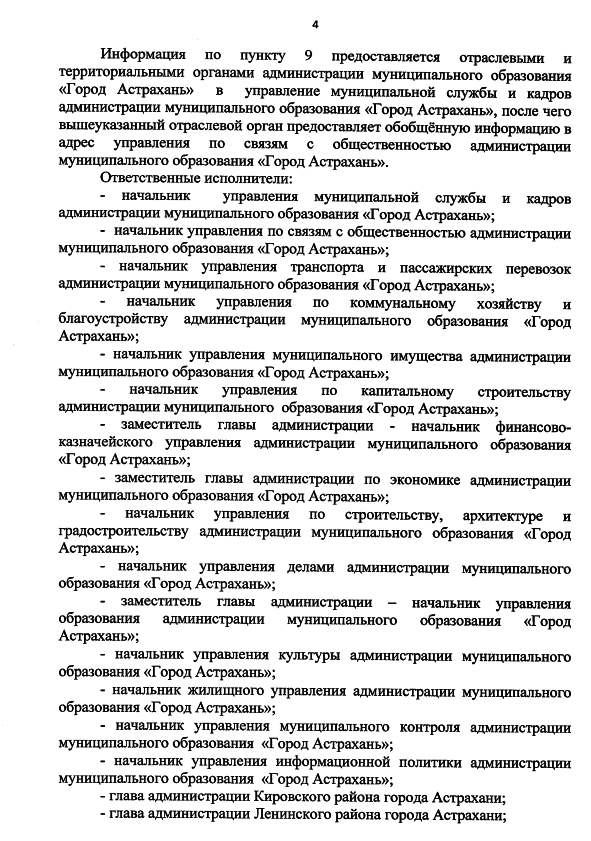 4
Информация по пункту 9 предоставляется отраслевыми и
территориальными органами администрации муниципального образования
«Город Астрахань» в управление муниципальной службы и кадров
администрации муниципального образования «Город Астрахань», после чего
вышеуказанный отраслевой орган предоставляет обобщённую информацию в
адрес управления по связям с общественностью администрации
муниципального образования «Город Астрахань».
Ответственные исполнители:
- начальник управления муниципальной службы и кадров
администрации муниципального образования «Город Астрахань»;
- начальник управления по связям с общественностью администрации
муниципального образования «Город Астрахань»;
- начальник управления транспорта и пассажирских перевозок
администрации муниципального образования «Город Астрахань»;
- начальник управления по коммунальному хозяйству и
благоустройству администрации муниципального образования «Город
Астрахань»;
- начальник управления муниципального имущества администрации
муниципального образования «Город Астрахань»;
- начальник управления по капитальному строительству
администрации муниципального образования «Город Астрахань»;
- заместитель главы администрации - начальник финансово-
казначейского управления администрации муниципального образования
«Город Астрахань»;
- заместитель главы администрации по экономике администрации
муниципального образования «Город Астрахань»;
- начальник управления по строительству, архитектуре и
градостроительству администрации муниципального образования «Город
Астрахань»;
- начальник управления делами администрации муниципального
образования «Город Астрахань»;
- заместитель главы администрации – начальник управления
образования администрации муниципального образования «Город
Астрахань»;
- начальник управления культуры администрации муниципального
образования «Город Астрахань»;
- начальник жилищного управления администрации муниципального
образования «Город Астрахань»;
- начальник управления муниципального контроля администрации
муниципального образования «Город Астрахань»;
- начальник управления информационной политики администрации
муниципального образования «Город Астрахань»;
- глава администрации Кировского района города Астрахани;
- глава администрации Ленинского района города Астрахани;